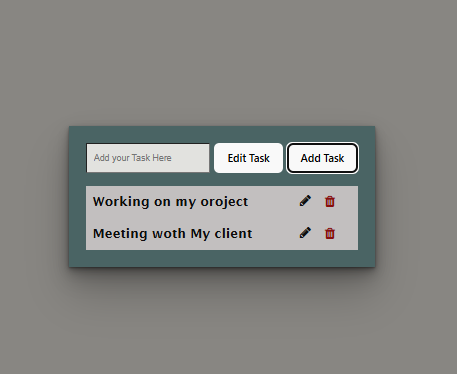 Add your Task Here
Edit Task
Add Task
Working on my oroject
Meeting woth My client